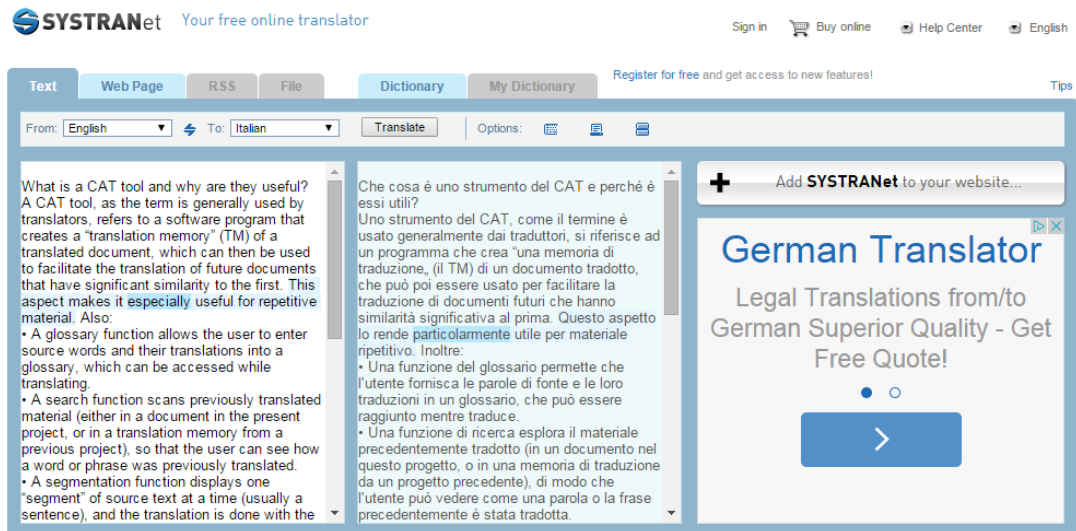 SYSTRANet
Your free online translator
Sign in
Buy online
Help Center
English
Text
Web Page
RSS
File
Dictionary
My Dictionary
Register for free and get access to new features!
Tips
From: English
To: Italian
Translate
Options:
What is a CAT tool and why are they useful?
A CAT tool, as the term is generally used by
translators, refers to a software program that
creates a “translation memory” (TM) of a
translated document, which can then be used
to facilitate the translation of future documents
that have significant similarity to the first. This
aspect makes it especially useful for repetitive
material. Also:
• A glossary function allows the user to enter
source words and their translations into a
glossary, which can be accessed while
translating.
• A search function scans previously translated
material (either in a document in the present
project, or in a translation memory from a
previous project), so that the user can see how
a word or phrase was previously translated.
• A segmentation function displays one
“segment” of source text at a time (usually a
sentence), and the translation is done with the
Che cosa è uno strumento del CAT e perché è
essi utili?
Uno strumento del CAT, come il termine è
usato generalmente dai traduttori, si riferisce ad
un programma che crea “una memoria di
traduzione„ (il TM) di un documento tradotto,
che può poi essere usato per facilitare la
traduzione di documenti futuri che hanno
similarità significativa al prima. Questo aspetto
lo rende particolarmente utile per materiale
ripetitivo. Inoltre:
• Una funzione del glossario permette che
l'utente fornisca le parole di fonte e le loro
traduzioni in un glossario, che può essere
raggiunto mentre traduce.
• Una funzione di ricerca esplora il materiale
precedentemente tradotto (in un documento nel
questo progetto, o in una memoria di traduzione
da un progetto precedente), di modo che
l'utente può vedere come una parola o la frase
precedentemente è stata tradotta.
Add SYSTRANet to your website...
German Translator
Legal Translations from/to
German Superior Quality - Get
Free Quote!